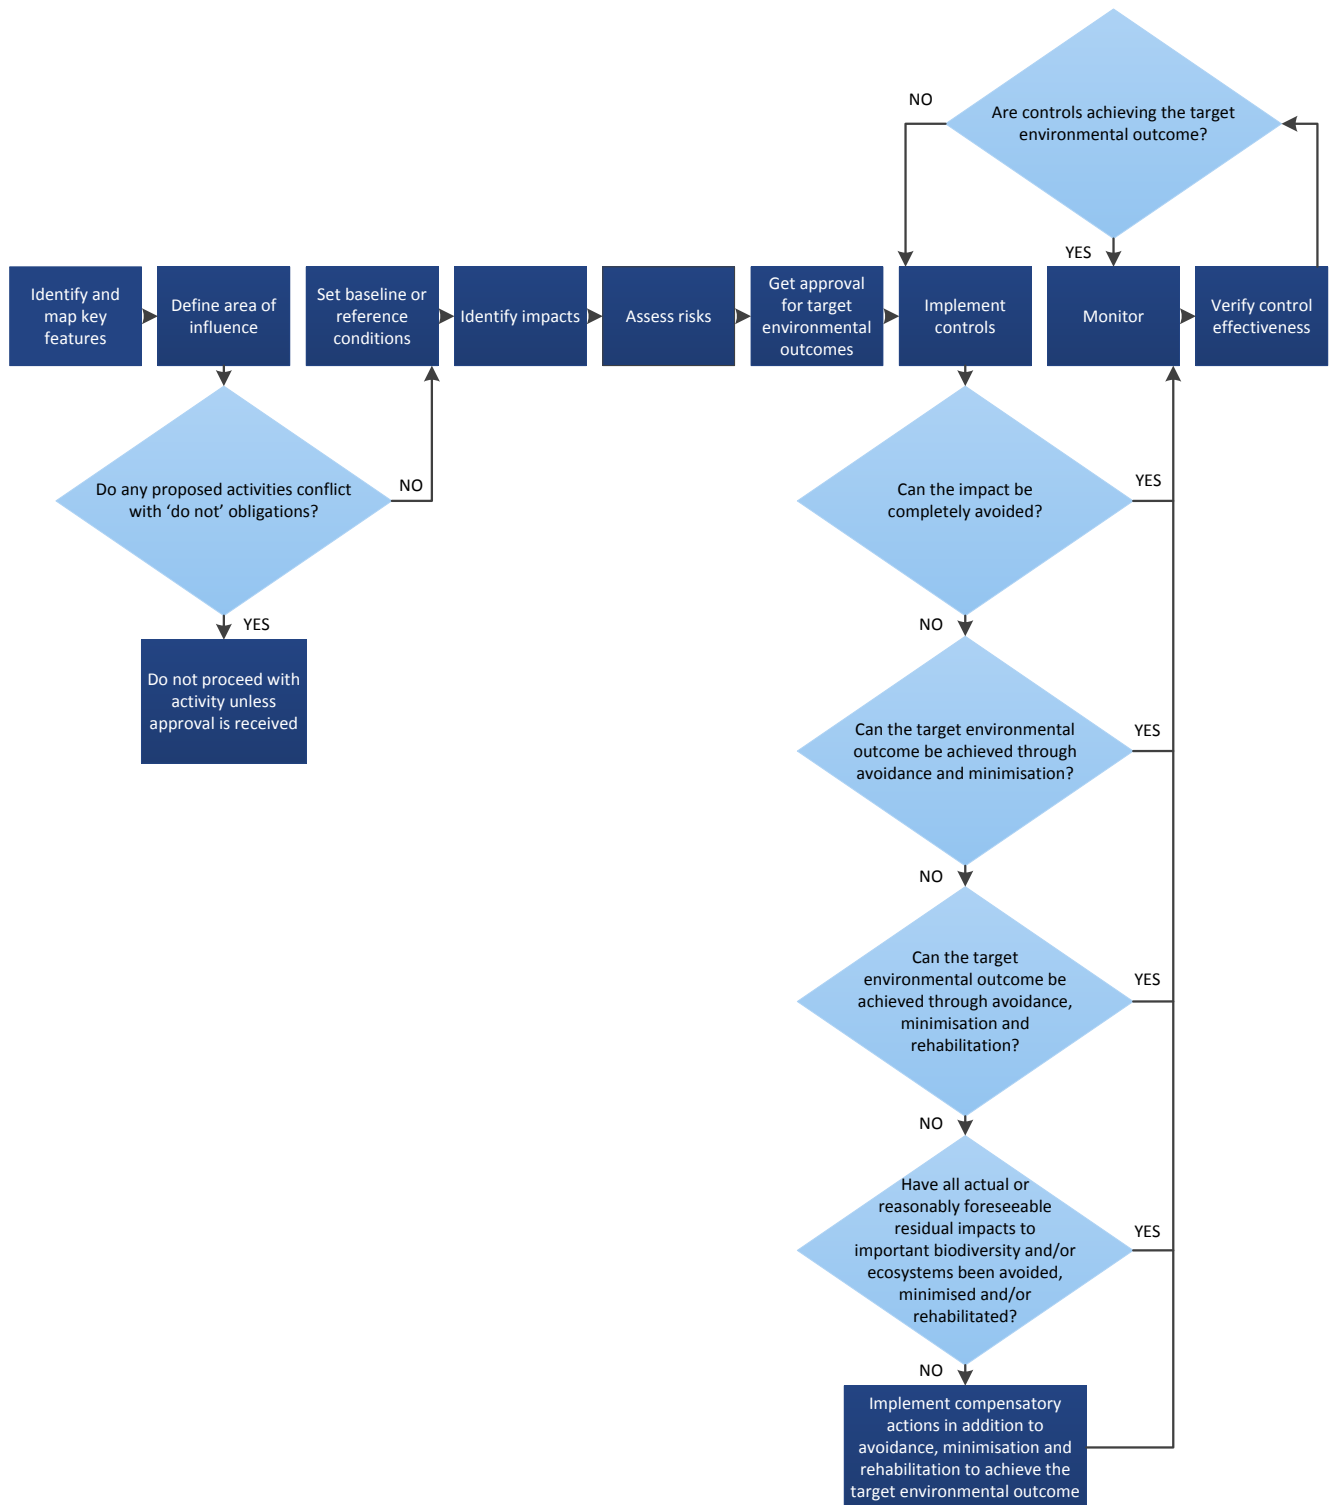 NO
Are controls achieving the target
environmental outcome?
YES
Identify and
map key
features
Define area of
influence
Set baseline or
reference
conditions
Identify impacts
Assess risks
Get approval
for target
environmental
outcomes
Implement
controls
Monitor
Verify control
effectiveness
Do any proposed activities conflict
with ‘do not’ obligations?
NO
YES
Do not proceed with
activity unless
approval is received
Can the impact be
completely avoided?
YES
NO
Can the target environmental
outcome be achieved through
avoidance and minimisation?
YES
NO
Can the target
environmental outcome be
achieved through avoidance,
minimisation and
rehabilitation?
YES
NO
Have all actual or
reasonably foreseeable
residual impacts to
important biodiversity and/or
ecosystems been avoided,
minimised and/or
rehabilitated?
YES
NO
Implement compensatory
actions in addition to
avoidance, minimisation and
rehabilitation to achieve the
target environmental outcome